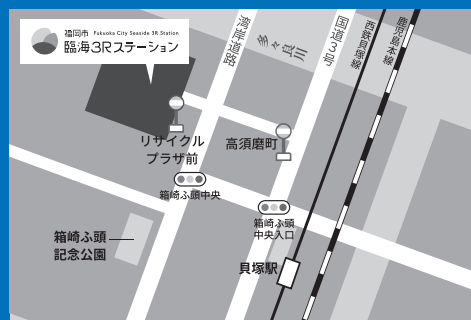 福岡市 Fukuoka City Seaside 3R Station
臨海3Rステーション
湾岸道路
多々良川
国道3号
西鉄貝塚線
鹿児島本線
リサイクル
プラザ前
高須磨町
箱崎ふ頭中央
箱崎ふ頭
中央入口
箱崎ふ頭
記念公園
貝塚駅